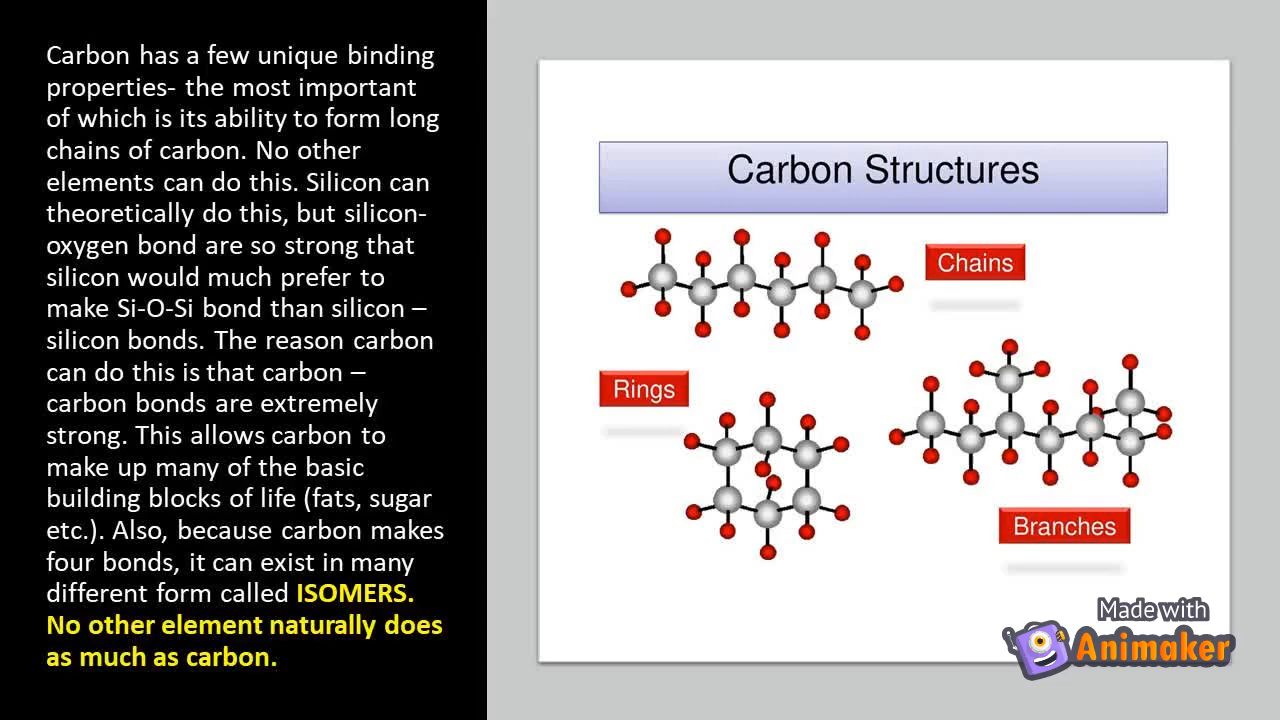 Carbon has a few unique binding
properties- the most important
of which is its ability to form long
chains of carbon. No other
elements can do this. Silicon can
theoretically do this, but silicon-
oxygen bond are so strong that
silicon would much prefer to
make Si-O-Si bond than silicon –
silicon bonds. The reason carbon
can do this is that carbon –
carbon bonds are extremely
strong. This allows carbon to
make up many of the basic
building blocks of life (fats, sugar
etc.). Also, because carbon makes
four bonds, it can exist in many
different form called ISOMERS.
No other element naturally does
as much as carbon.
Carbon Structures
Chains
Rings
Branches
Made with
Animaker